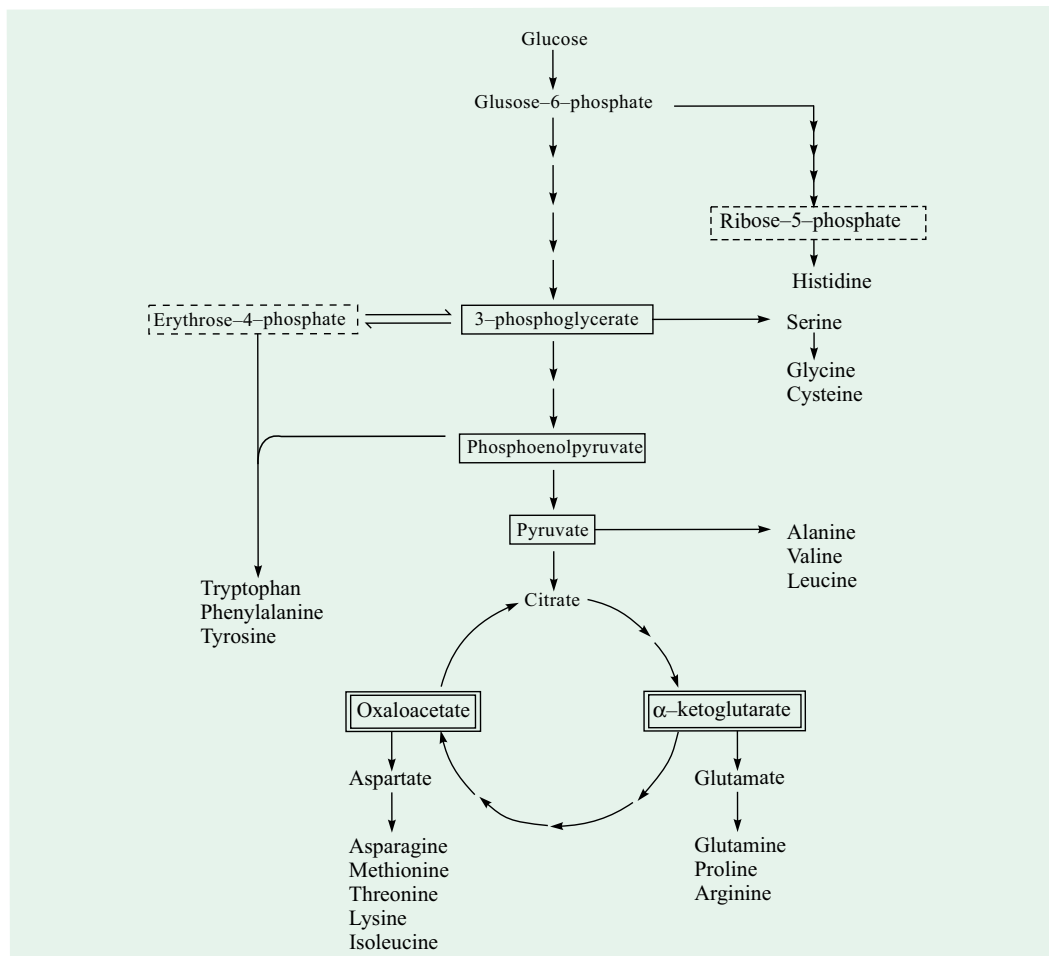 Glucose
Glusose–6–phosphate
Ribose–5–phosphate
Histidine
Erythrose–4–phosphate
3–phosphoglycerate
Serine
Glycine
Cysteine
Phosphoenolpyruvate
Pyruvate
Alanine
Valine
Leucine
Tryptophan
Phenylalanine
Tyrosine
Citrate
Oxaloacetate
α–ketoglutarate
Aspartate
Glutamate
Asparagine
Methionine
Threonine
Lysine
Isoleucine
Glutamine
Proline
Arginine